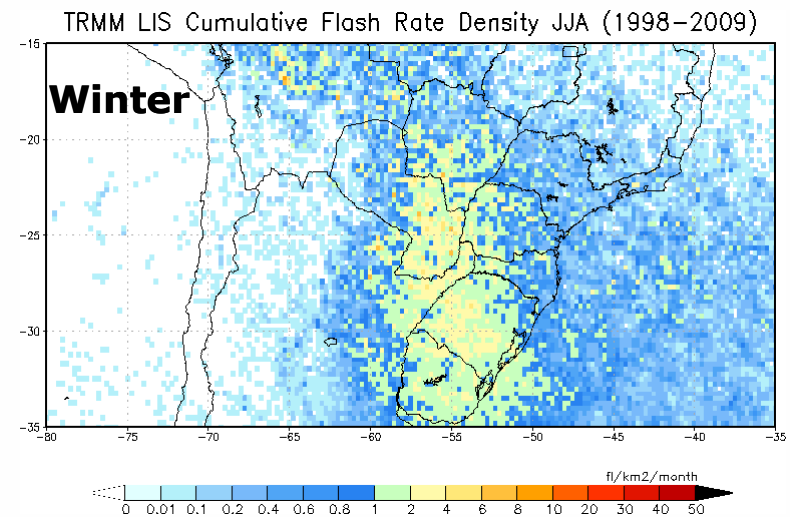 TRMM LIS Cumulative Flash Rate Density JJA (1998−2009)
Winter
−15
−20
−25
−30
−35
−80 −75 −70 −65 −60 −55 −50 −45 −40 −35
fl/km2/month
0 0.01 0.1 0.2 0.4 0.6 0.8 1 2 4 6 8 10 20 30 40 50